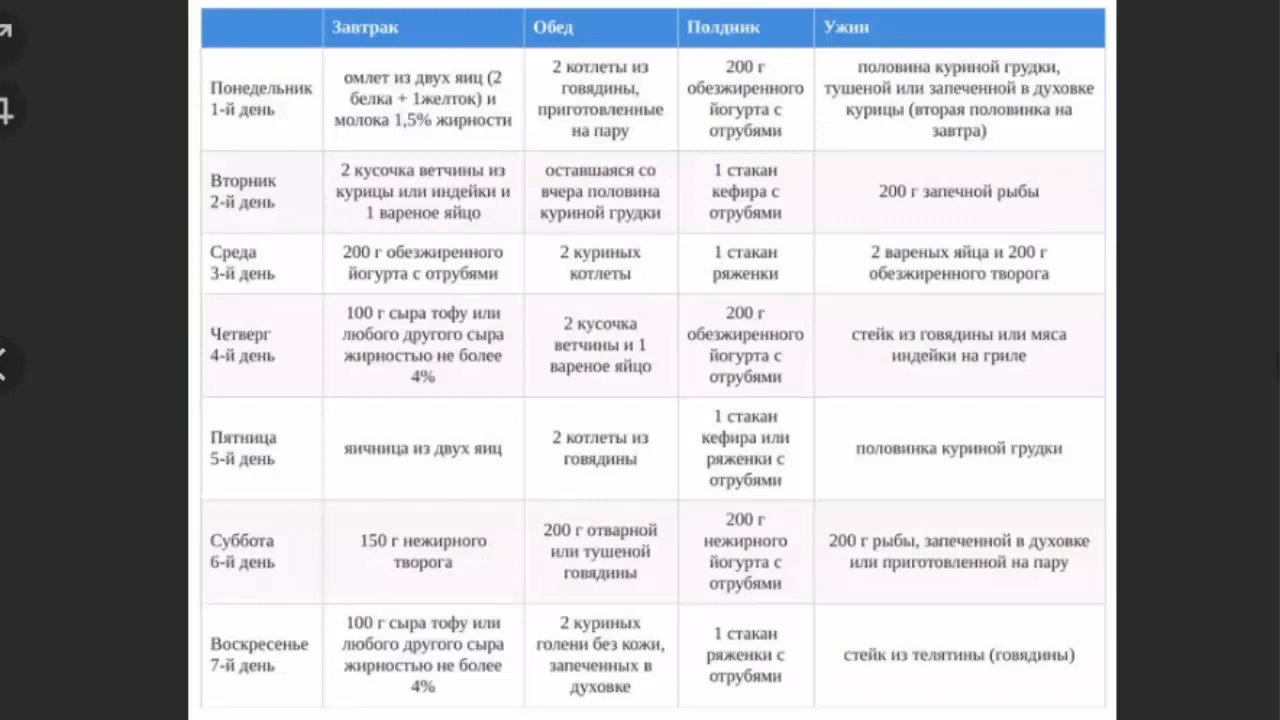 Завтрак
Обед
Полдник
Ужин
Понедельник
1-й день
омлет из двух яиц (2
белка + 1желток) и
молока 1,5% жирности
2 котлеты из
говядины,
приготовленные
на пару
200 г
обезжиренного
йогурта с
отрубями
половина куриной грудки,
тушеной или запеченной в духовке
курицы (вторая половинка на
завтра)
Вторник
2-й день
2 кусочка ветчины из
курицы или индейки и
1 вареное яйцо
оставшаяся со
вчера половина
куриной грудки
1 стакан
кефира с
отрубями
200 г запечной рыбы
Среда
3-й день
200 г обезжиренного
йогурта с отрубями
2 куриных
котлеты
1 стакан
ряженки
2 вареных яйца и 200 г
обезжиренного творога
Четверг
4-й день
100 г сыра тофу или
любого другого сыра
жирностью не более
4%
2 кусочка
ветчины и 1
вареное яйцо
200 г
обезжиренного
йогурта с
отрубями
стейк из говядины или мяса
индейки на гриле
Пятница
5-й день
яичница из двух яиц
2 котлеты из
говядины
1 стакан
кефира или
ряженки с
отрубями
половинка куриной грудки
Суббота
6-й день
150 г нежирного
творога
200 г отварной
или тушеной
говядины
200 г
нежирного
йогурта с
отрубями
200 г рыбы, запеченной в духовке
или приготовленной на пару
Воскресенье
7-й день
100 г сыра тофу или
любого другого сыра
жирностью не более
4%
2 куриных
голени без кожи,
запеченных в
духовке
1 стакан
ряженки с
отрубями
стейк из телятины (говядины)